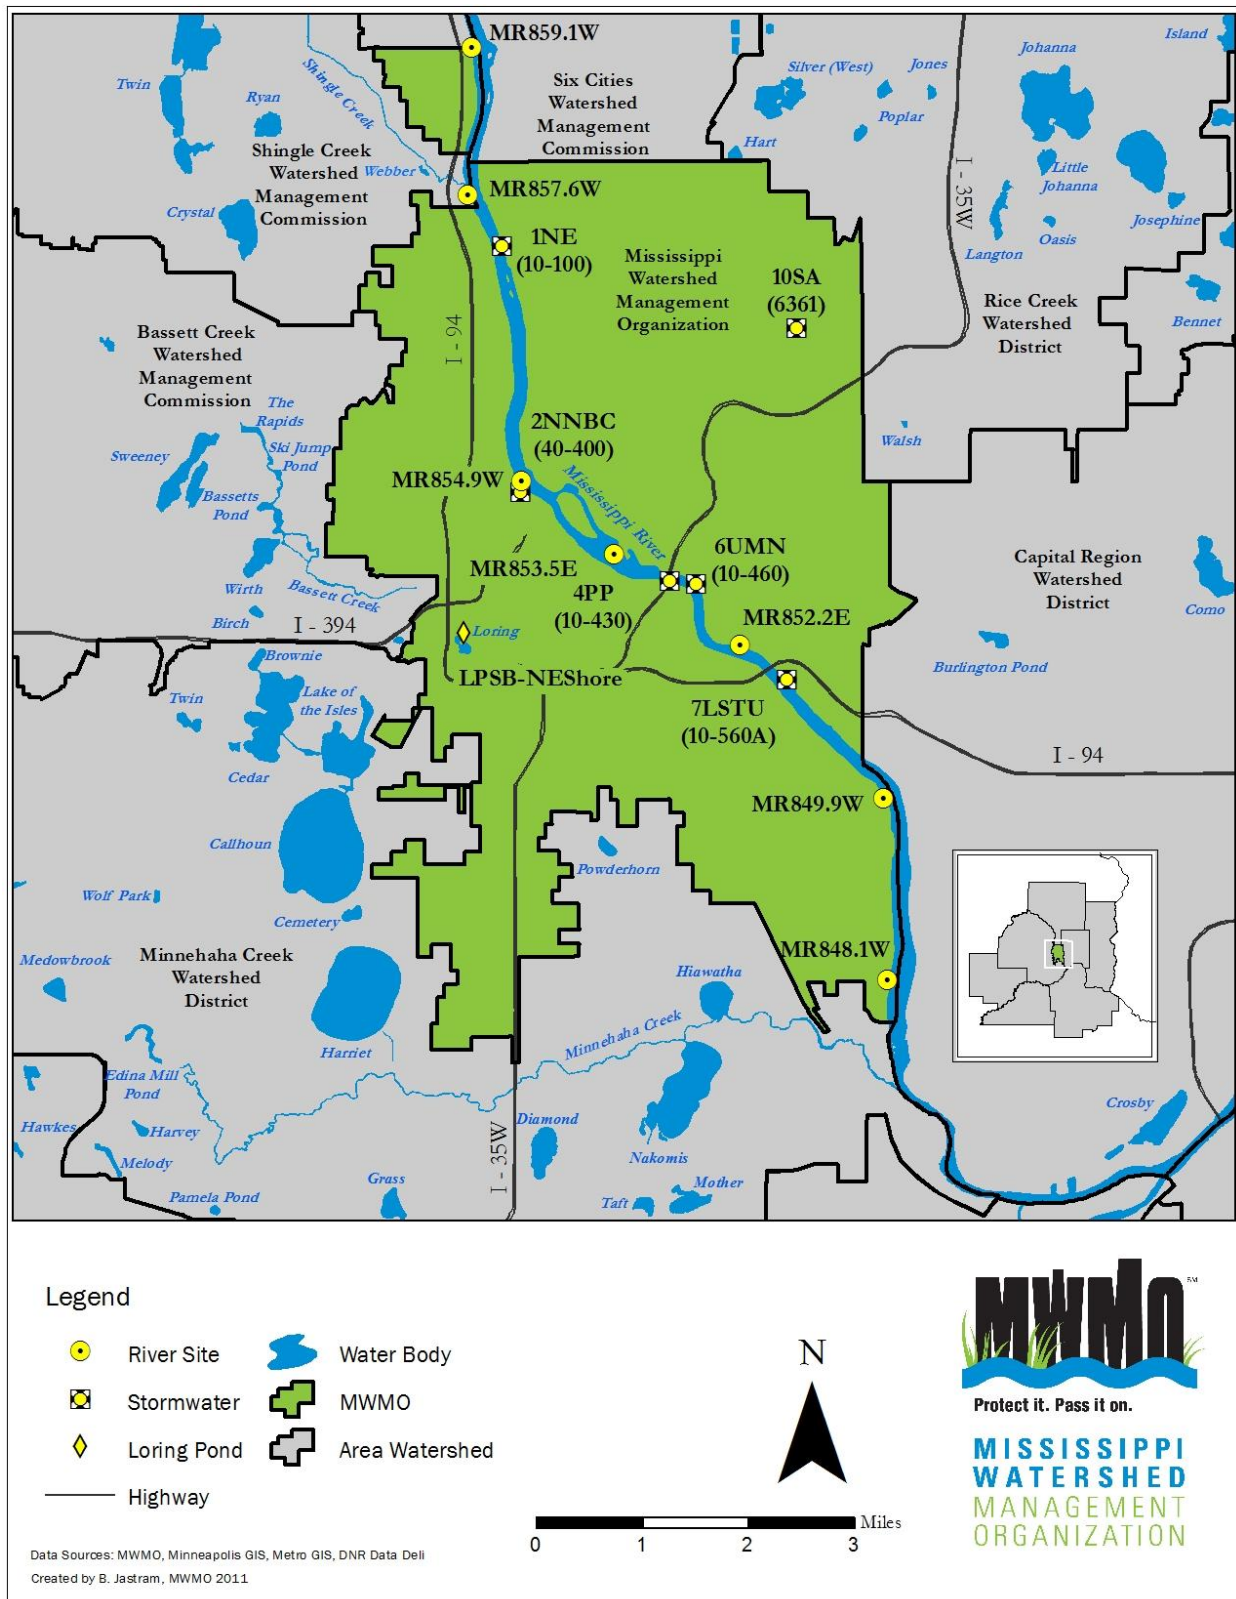 MR859.1W
Island
Johanna
Six Cities
Watershed
Management
Commission
Silver (West)
Jones
Twin
Shingle Creek
Ryan
Poplar
Hart
Shingle Creek
Watershed
Management
Commission
Webber
I - 35W
Little
Johanna
MR857.6W
Crystal
Josephine
Oasis
Langton
1NE
(10-100)
Mississippi
Watershed
Management
Organization
10SA
(6361)
Rice Creek
Watershed
District
Bennet
Bassett Creek
Watershed
Management
Commission
I - 94
The
Rapids
2NNBC
(40-400)
Walsh
Sweeney
Ski Jump
Pond
MR854.9W
Bassetts
Pond
Mississippi River
6UMN
(10-460)
Capital Region
Watershed
District
MR853.5E
4PP
(10-430)
Wirth
Bassett Creek
Birch
Como
MR852.2E
I - 394
Loring
Brownie
Burlington Pond
LPSB-NEShore
Twin
Lake of
the Isles
7LSTU
(10-560A)
Cedar
I - 94
MR849.9W
Callhoun
Powderhorn
Wolf Park
Cemetery
MR848.1W
Medowbrook
Minnehaha Creek
Watershed
District
Hiawatha
Harriet
Minnehaha Creek
Edina Mill
Pond
Crosby
Hawkes
Harvey
Diamond
I - 35W
Melody
Nakomis
Grass
Mother
Pamela Pond
Taft
Legend
River Site
Water Body
Stormwater
MWMO
Loring Pond
Area Watershed
Highway
N
Miles
0 1 2 3
Data Sources: MWMO, Minneapolis GIS, Metro GIS, DNR Data Deli
Created by B. Jastram, MWMO 2011
MWMO SM
Protect it. Pass it on.
MISSISSIPPI
WATERSHED
MANAGEMENT
ORGANIZATION